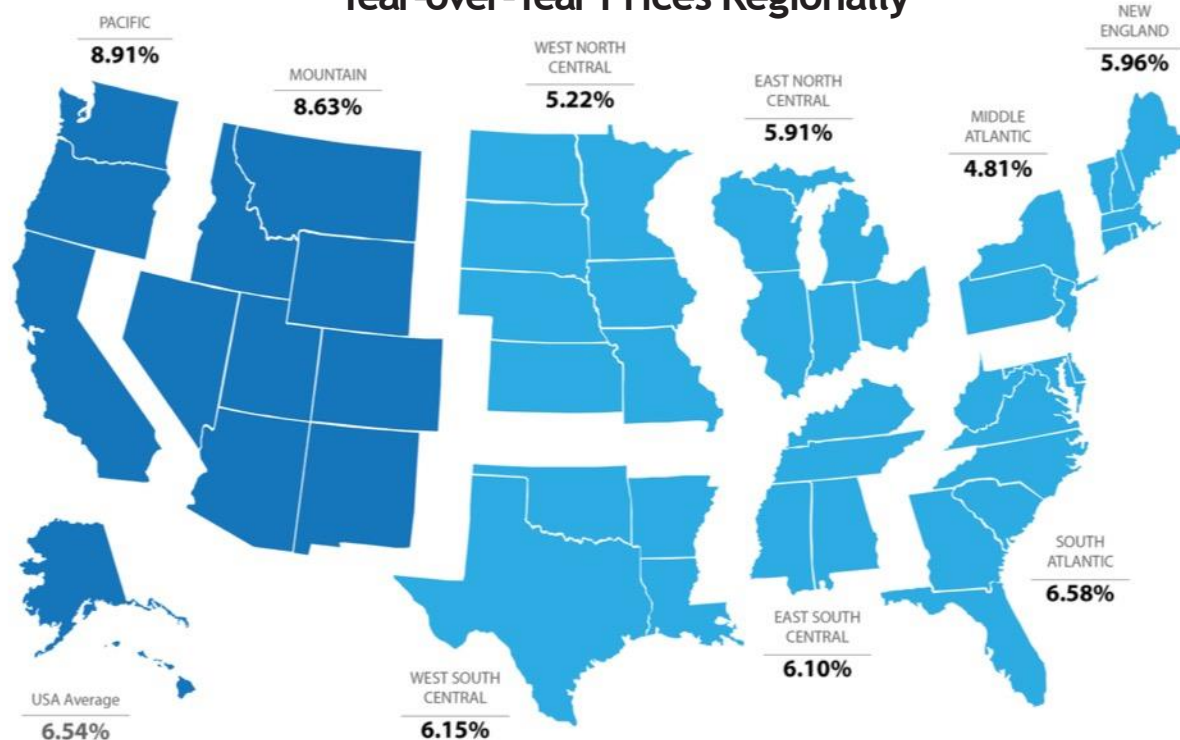 Year-over-Year Prices Regionally
PACIFIC
8.91%
MOUNTAIN
8.63%
WEST NORTH
CENTRAL
5.22%
EAST NORTH
CENTRAL
5.91%
MIDDLE
ATLANTIC
4.81%
NEW
ENGLAND
5.96%
USA Average
6.54%
WEST SOUTH
CENTRAL
6.15%
EAST SOUTH
CENTRAL
6.10%
SOUTH
ATLANTIC
6.58%